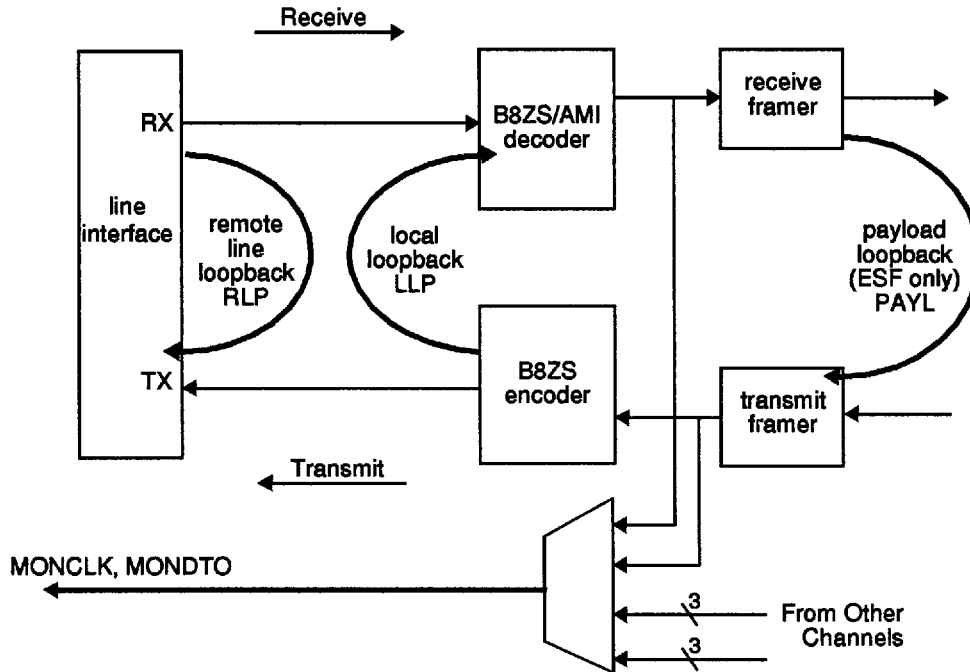 Receive
RX
B8ZS/AMI
decoder
receive
framer
line
interface
remote
line
loopback
RLP
local
loopback
LLP
payload
loopback
(ESF only)
PAYL
TX
B8ZS
encoder
transmit
framer
Transmit
MONCLK, MONDTO
3
From Other
Channels
3